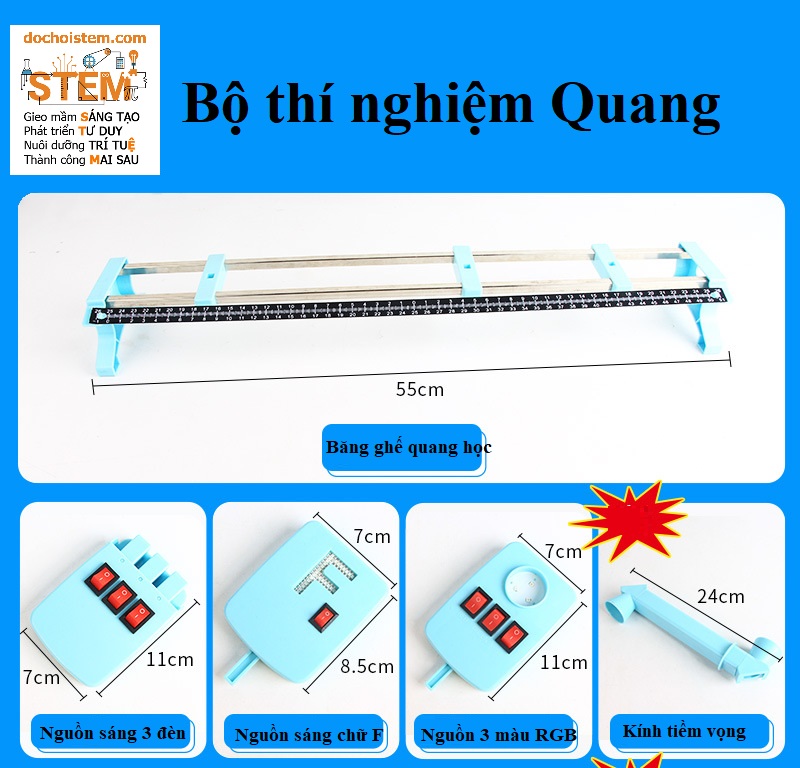 dochoistem.com
STEM
Gieo mầm SÁNG TẠO
Phát triển TƯ DUY
Nuôi dưỡng TRÍ TUỆ
Thành công MAI SAU
Bộ thí nghiệm Quang
55cm
Băng ghế quang học
7cm
11cm
Nguồn sáng 3 đèn
7cm
8.5cm
F
Nguồn sáng chữ F
7cm
11cm
Nguồn 3 màu RGB
24cm
Kính tiềm vọng